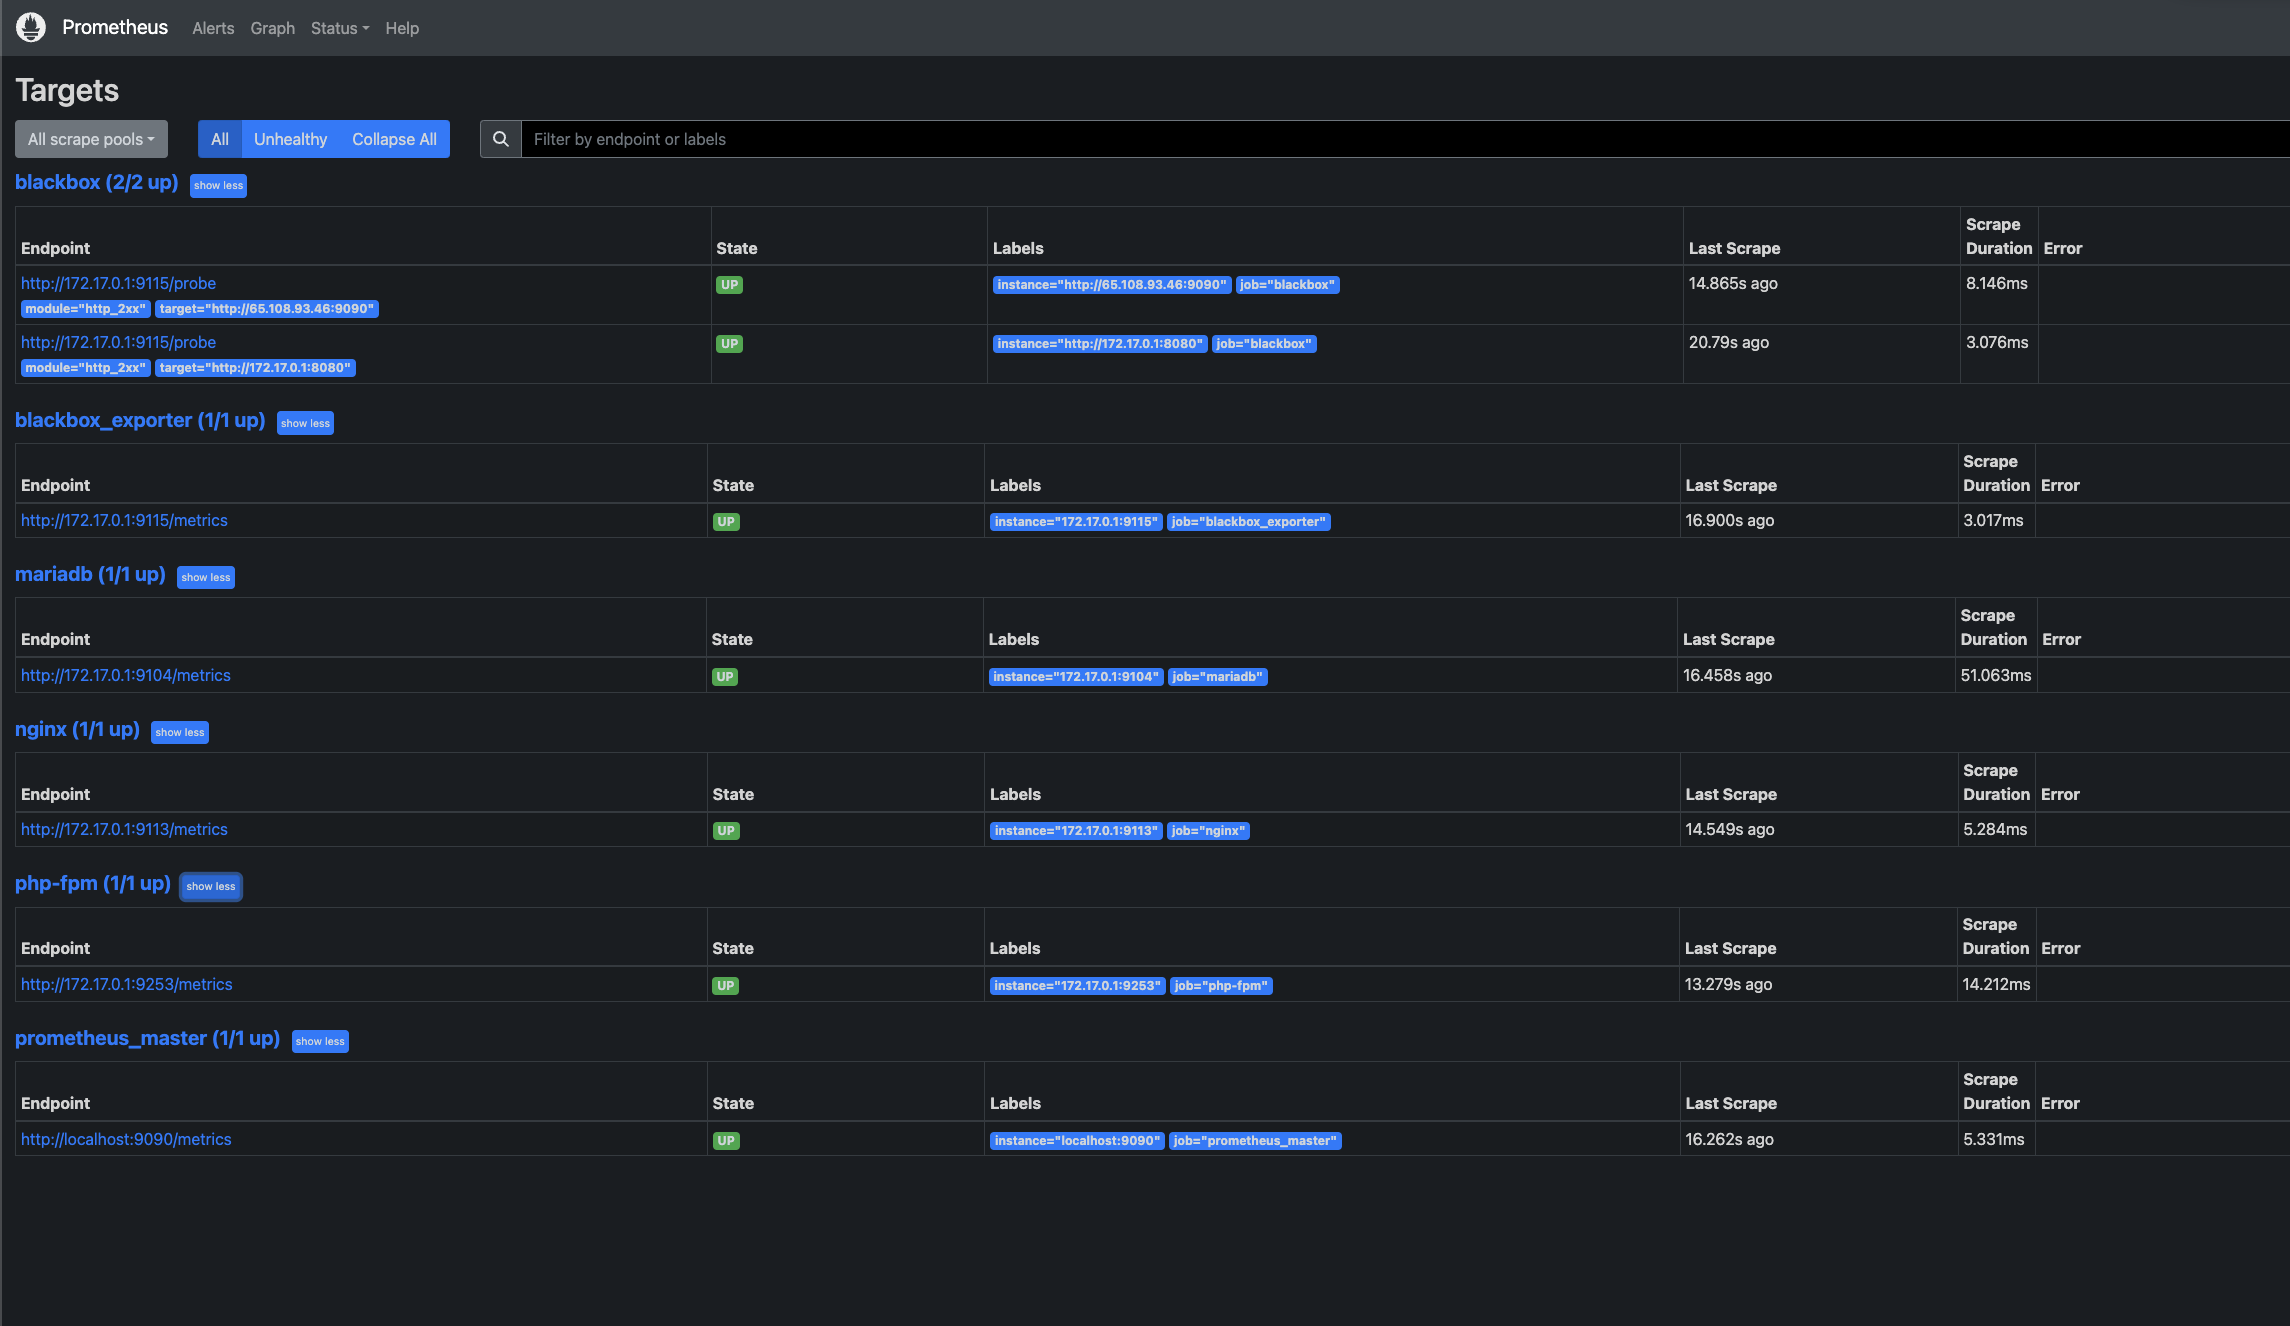 Prometheus Alerts Graph Status Help
Targets
All scrape pools All Unhealthy Collapse All Filter by endpoint or labels
blackbox (2/2 up) show less
Endpoint State Labels Last Scrape Scrape Duration Error
http://172.17.0.1:9115/probe UP instance="http://65.108.93.46:9090" job="blackbox" 14.865s ago 8.146ms
module="http_2xx" target="http://65.108.93.46:9090"
http://172.17.0.1:9115/probe UP instance="http://172.17.0.1:8080" job="blackbox" 20.79s ago 3.076ms
module="http_2xx" target="http://172.17.0.1:8080"
blackbox_exporter (1/1 up) show less
Endpoint State Labels Last Scrape Scrape Duration Error
http://172.17.0.1:9115/metrics UP instance="172.17.0.1:9115" job="blackbox_exporter" 16.900s ago 3.017ms
mariadb (1/1 up) show less
Endpoint State Labels Last Scrape Scrape Duration Error
http://172.17.0.1:9104/metrics UP instance="172.17.0.1:9104" job="mariadb" 16.458s ago 51.063ms
nginx (1/1 up) show less
Endpoint State Labels Last Scrape Scrape Duration Error
http://172.17.0.1:9113/metrics UP instance="172.17.0.1:9113" job="nginx" 14.549s ago 5.284ms
php-fpm (1/1 up) show less
Endpoint State Labels Last Scrape Scrape Duration Error
http://172.17.0.1:9253/metrics UP instance="172.17.0.1:9253" job="php-fpm" 13.279s ago 14.212ms
prometheus_master (1/1 up) show less
Endpoint State Labels Last Scrape Scrape Duration Error
http://localhost:9090/metrics UP instance="localhost:9090" job="prometheus_master" 16.262s ago 5.331ms